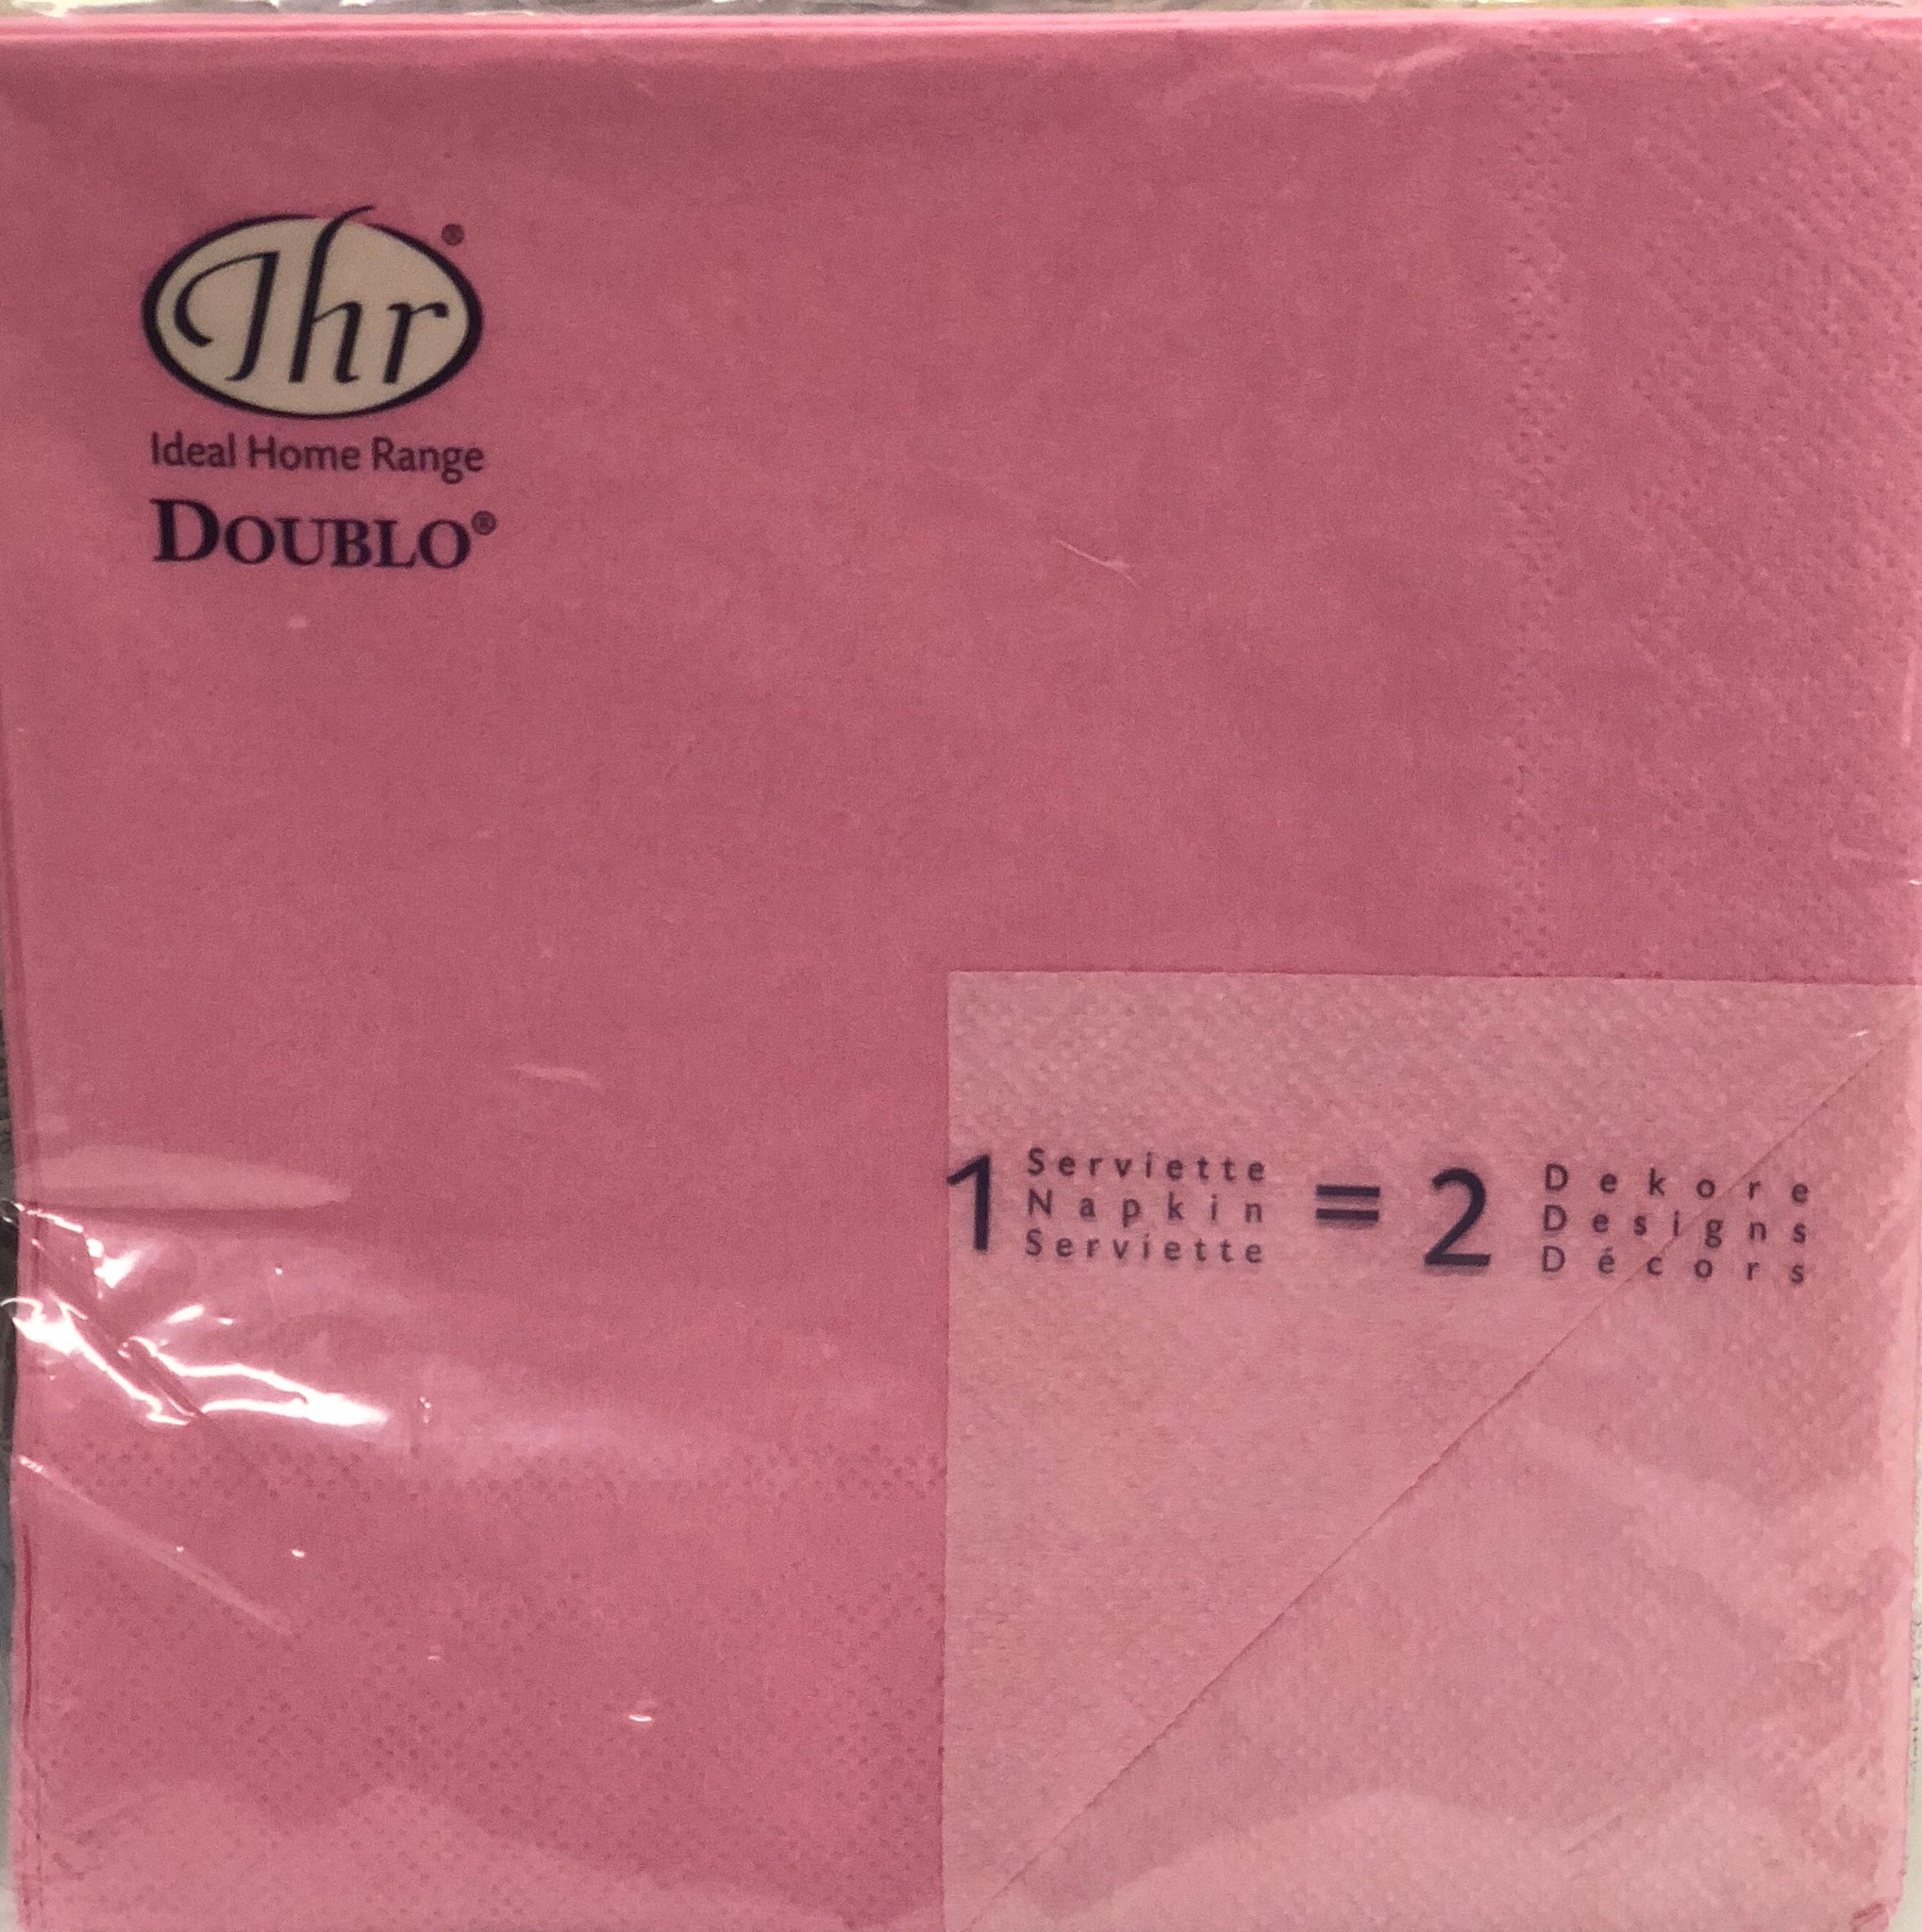 Ihr®
Ideal Home Range
DOUBLO®
1 Serviette = 2 Dekore
Napkin Designs
Serviette Décors